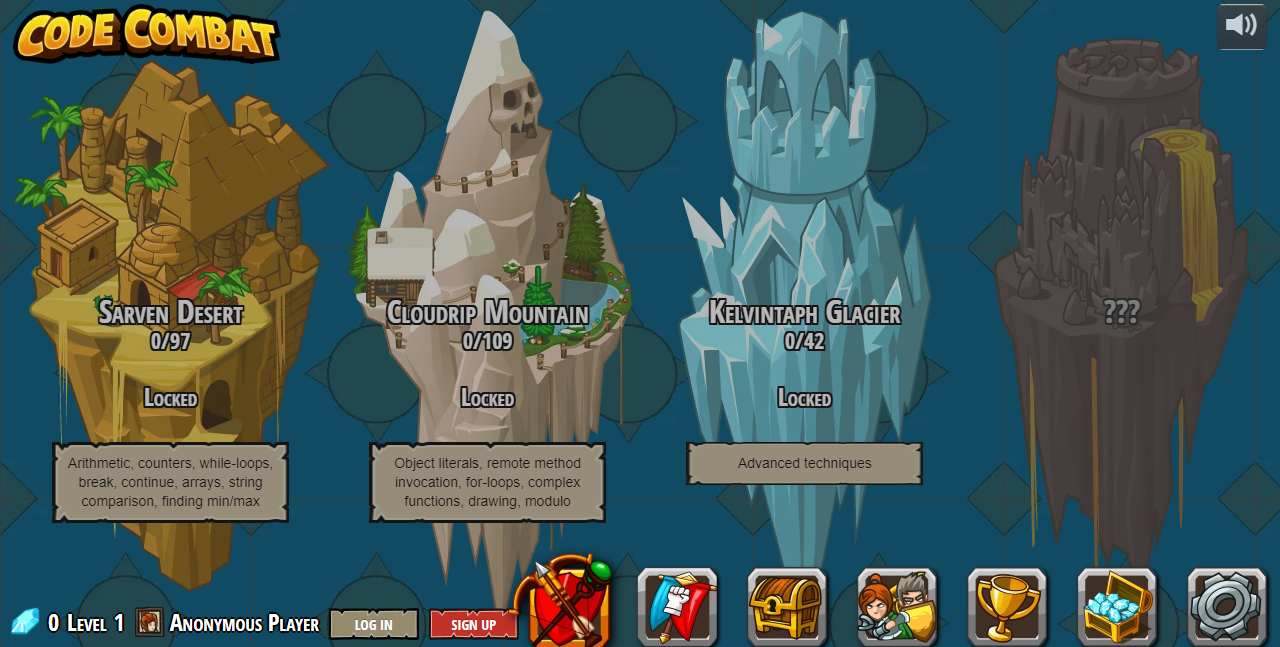 CODE COMBAT
Sarven Desert
0/97
Locked
Arithmetic, counters, while-loops,
break, continue, arrays, string
comparison, finding min/max
Cloudrip Mountain
0/109
Locked
Object literals, remote method
invocation, for-loops, complex
functions, drawing, modulo
Kelvintaph Glacier
0/42
Locked
Advanced techniques
???
0 Level 1 Anonymous Player LOG IN SIGN UP